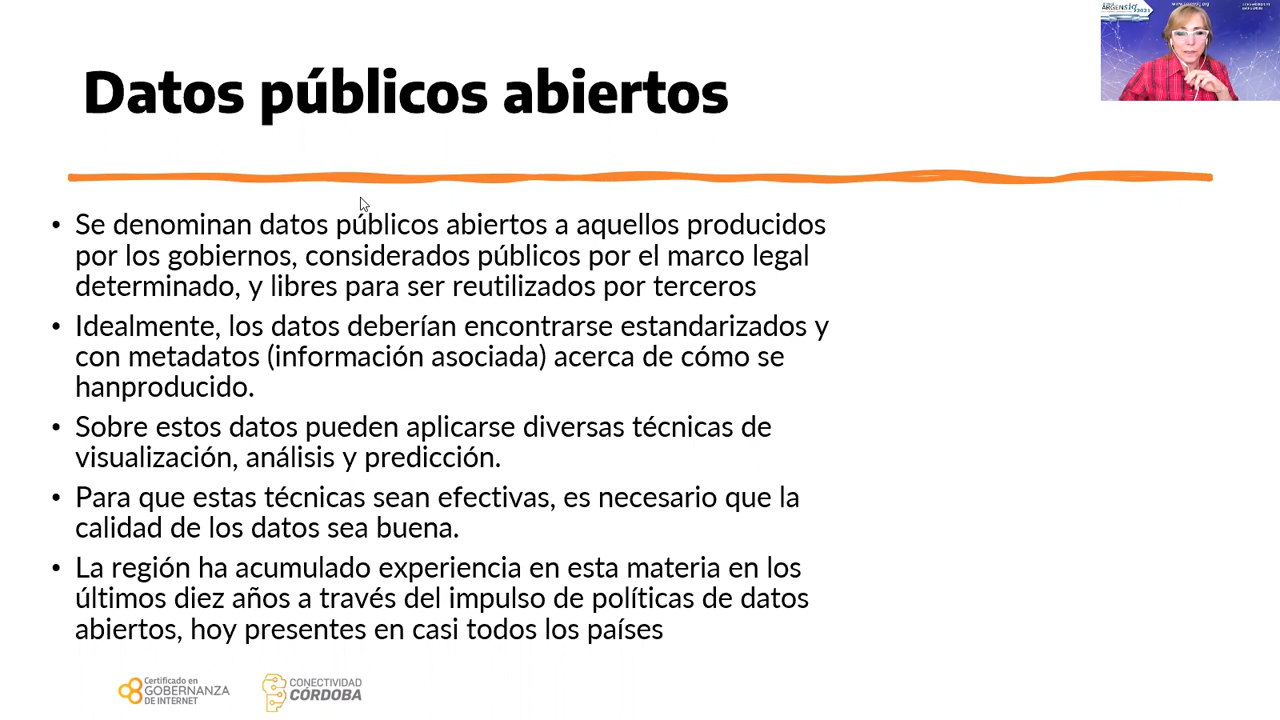 Datos públicos abiertos
ARGENSIG2021
• Se denominan datos públicos abiertos a aquellos producidos
por los gobiernos, considerados públicos por el marco legal
determinado, y libres para ser reutilizados por terceros
• Idealmente, los datos deberían encontrarse estandarizados y
con metadatos (información asociada) acerca de cómo se
hanproducido.
• Sobre estos datos pueden aplicarse diversas técnicas de
visualización, análisis y predicción.
• Para que estas técnicas sean efectivas, es necesario que la
calidad de los datos sea buena.
• La región ha acumulado experiencia en esta materia en los
últimos diez años a través del impulso de políticas de datos
abiertos, hoy presentes en casi todos los países
Certificado en
GOBERNANZA
DE INTERNET
CONECTIVIDAD
CÓRDOBA